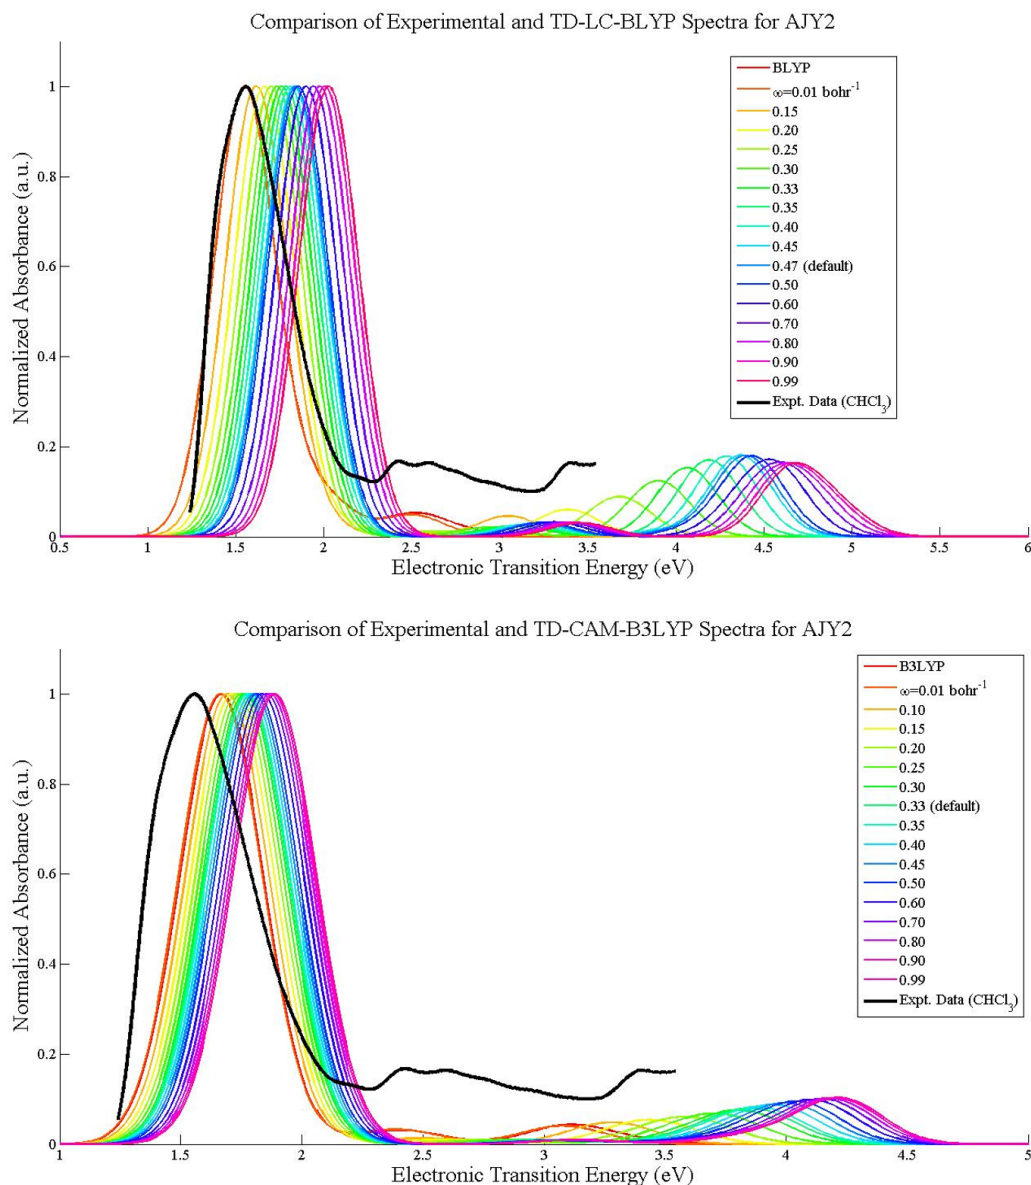 Comparison of Experimental and TD-LC-BLYP Spectra for AJY2
Normalized Absorbance (a.u.)
1
0.8
0.6
0.4
0.2
0
0.5 1 1.5 2 2.5 3 3.5 4 4.5 5 5.5 6
Electronic Transition Energy (eV)
BLYP
ω=0.01 bohr⁻¹
0.15
0.20
0.25
0.30
0.33
0.35
0.40
0.45
0.47 (default)
0.50
0.60
0.70
0.80
0.90
0.99
Expt. Data (CHCl₃)
Comparison of Experimental and TD-CAM-B3LYP Spectra for AJY2
Normalized Absorbance (a.u.)
1
0.8
0.6
0.4
0.2
0
1 1.5 2 2.5 3 3.5 4 4.5 5
Electronic Transition Energy (eV)
B3LYP
ω=0.01 bohr⁻¹
0.10
0.15
0.20
0.25
0.30
0.33 (default)
0.35
0.40
0.45
0.50
0.60
0.70
0.80
0.90
0.99
Expt. Data (CHCl₃)